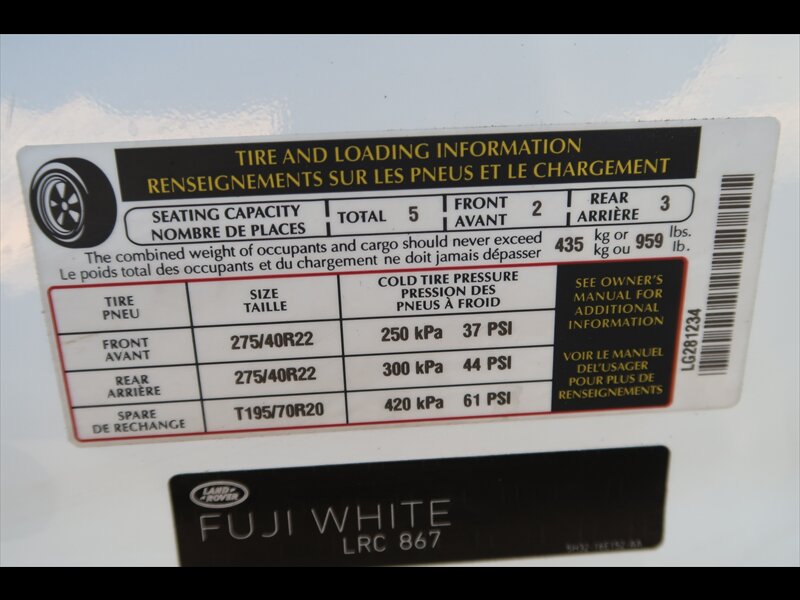 TIRE AND LOADING INFORMATION
RENSEIGNEMENTS SUR LES PNEUS ET LE CHARGEMENT
SEATING CAPACITY
NOMBRE DE PLACES
TOTAL 5
FRONT
AVANT
2
REAR
ARRIÈRE
3
The combined weight of occupants and cargo should never exceed
Le poids total des occupants et du chargement ne doit jamais dépasser
435 kg or
kg ou
959 lbs.
lb.
TIRE
PNEU
SIZE
TAILLE
COLD TIRE PRESSURE
PRESSION DES
PNEUS À FROID
FRONT
AVANT
275/40R22
250 kPa 37 PSI
REAR
ARRIÈRE
275/40R22
300 kPa 44 PSI
SPARE
DE RECHANGE
T195/70R20
420 kPa 61 PSI
SEE OWNER'S
MANUAL FOR
ADDITIONAL
INFORMATION
VOIR LE MANUEL
DEL'USAGER
POUR PLUS DE
RENSEIGNEMENTS
LG281234
LAND ROVER
FUJI WHITE
LRC 867